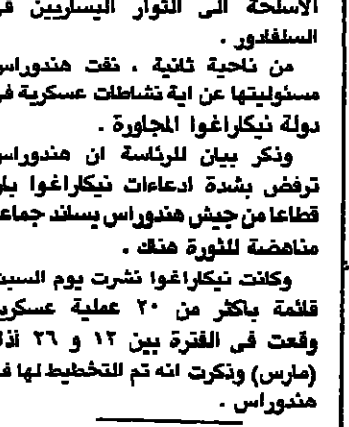 الاسلحة الى الثوار اليساريين في
السلفادور .
من ناحية ثانية ، نفت هندوراس
مسئوليتها عن اية نشاطات عسكرية في
دولة نيكاراغوا المجاورة .
وذكر بيان للرئاسة ان هندوراس
ترفض بشدة ادعاءات نيكاراغوا بان
قطاعا من جيش هندوراس يساند جماعة
مناهضة للثورة هناك .
وكانت نيكاراغوا نشرت يوم السبت
قائمة باكثر من ٢٠ عملية عسكرية
وقعت في الفترة بين ١٢ و ٢٦ آذار
(مارس) وذكرت انه تم التخطيط لها في
هندوراس .